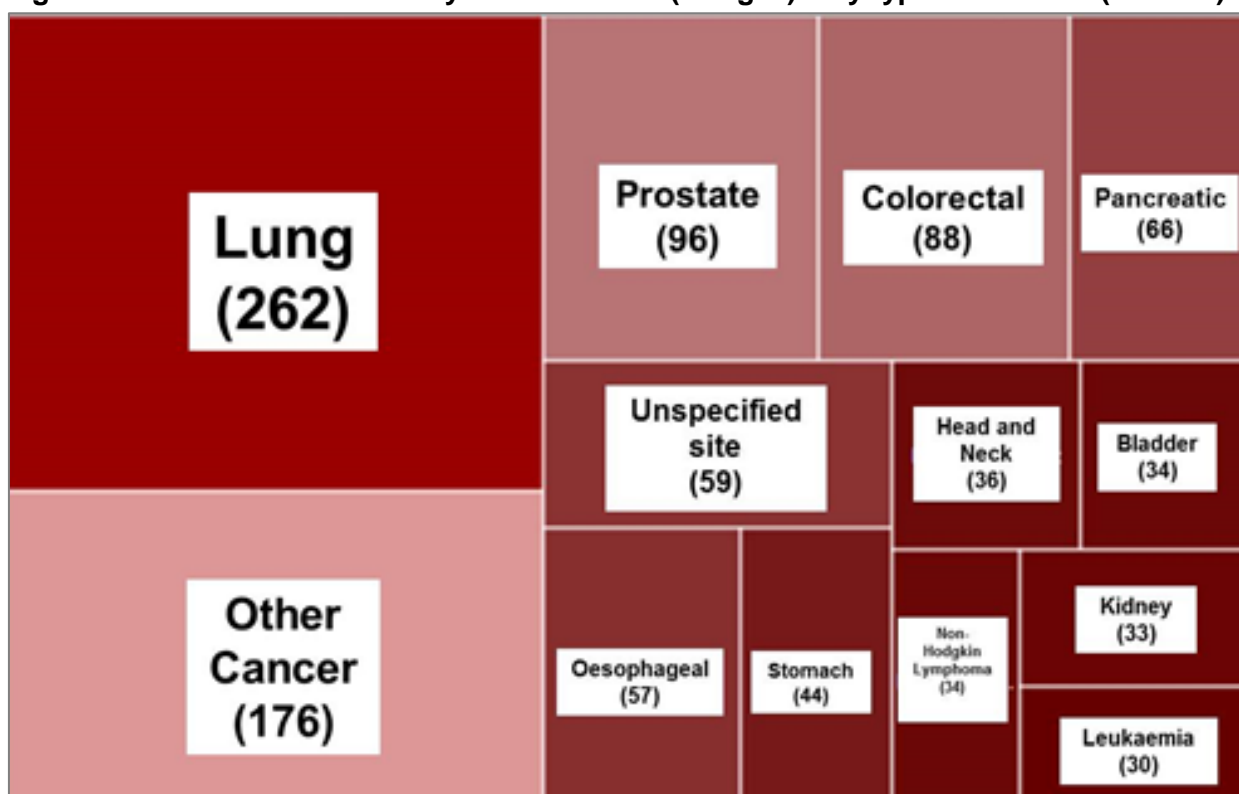 Lung
(262)
Prostate
(96)
Colorectal
(88)
Pancreatic
(66)
Unspecified
site
(59)
Head and
Neck
(36)
Bladder
(34)
Other
Cancer
(176)
Oesophageal
(57)
Stomach
(44)
Non-
Hodgkin
Lymphoma
(34)
Kidney
(33)
Leukaemia
(30)